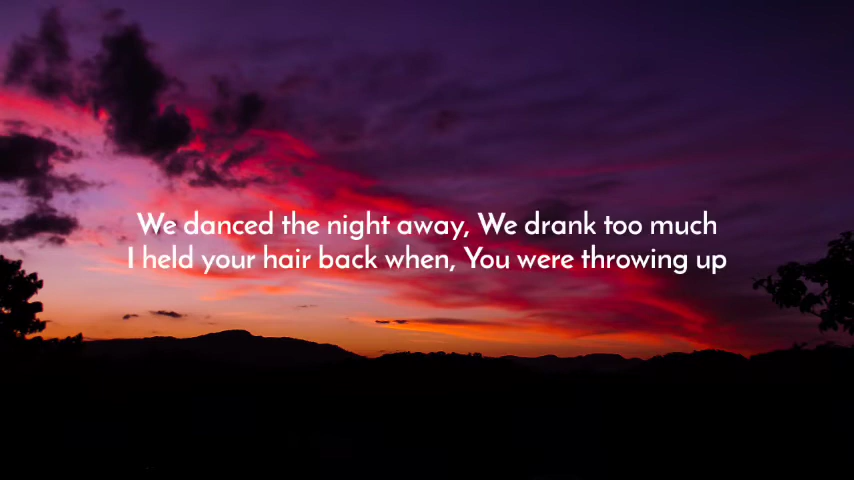 We danced the night away, We drank too much
I held your hair back when, You were throwing up